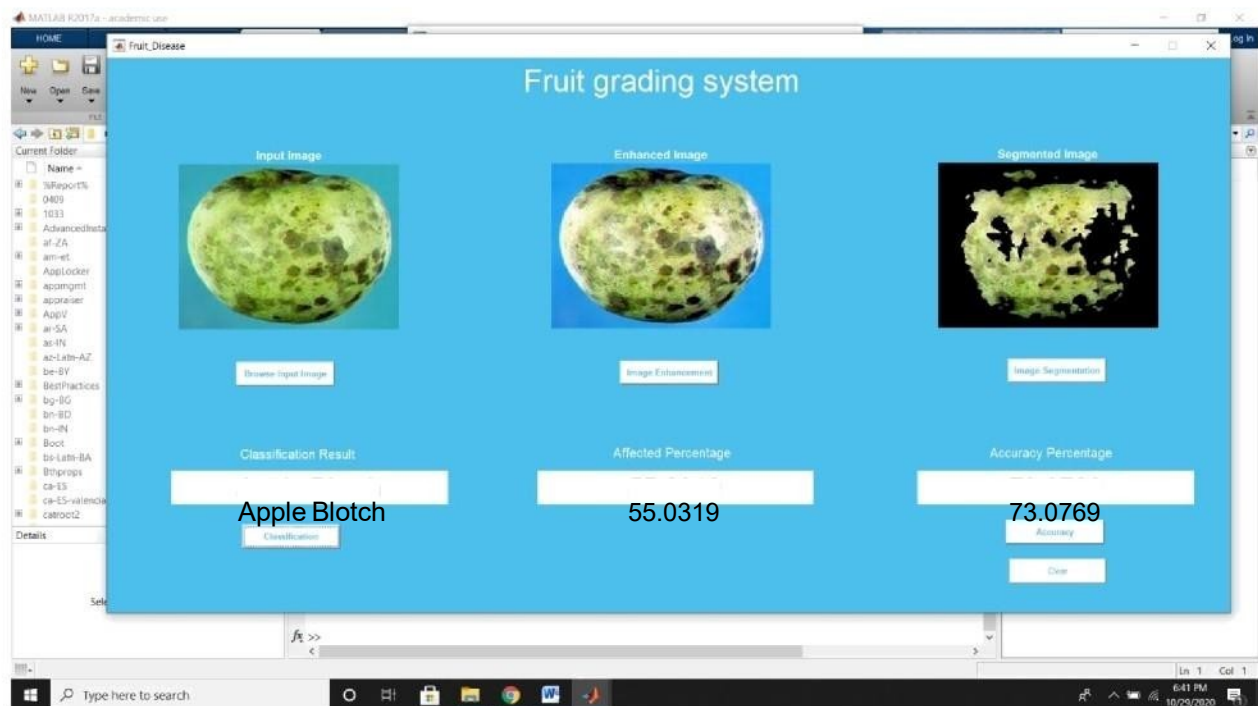 MATLAB R2017a - academic use
HOME
Log In
Fruit_Disease
New Open Save
FILE
Fruit grading system
Current Folder
Name
%Report%
0409
1033
AdvancedInsta
af-ZA
am-et
AppLocker
appmgmt
appraiser
AppV
ar-SA
as-IN
az-Latn-AZ
be-BY
BestPractices
bg-BG
bn-BD
bn-IN
Boot
bs-Latn-BA
Bthprops
ca-ES
ca-ES-valencia
catroot2
Details
Sele
Input Image
Enhanced Image
Segmented Image
Browse Input Image
Image Enhancement
Image Segmentation
Classification Result
Affected Percentage
Accuracy Percentage
Apple Blotch
55.0319
73.0769
Classification
Accuracy
Clear
fx >>
Ln 1 Col 1
Type here to search
6:41 PM
10/29/2020